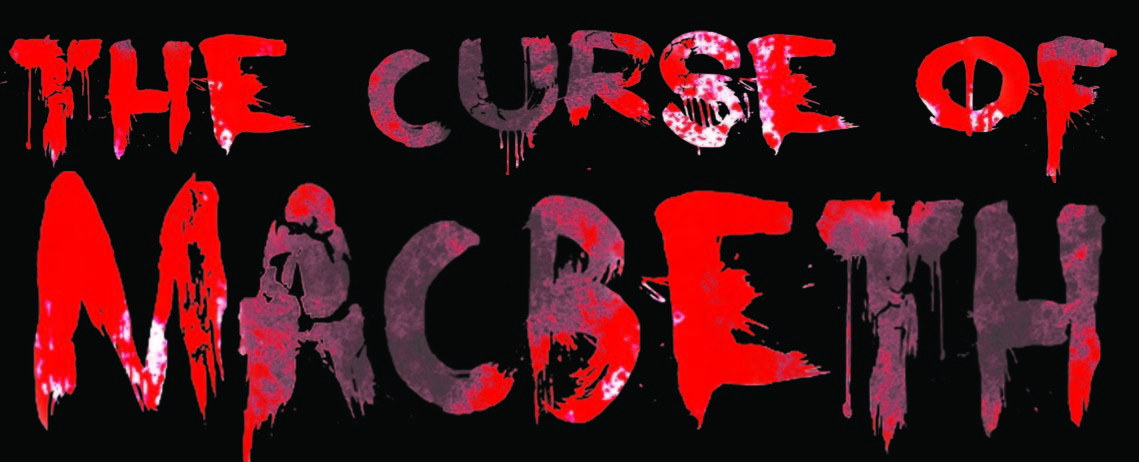 THE CURSE OF
MACBETH